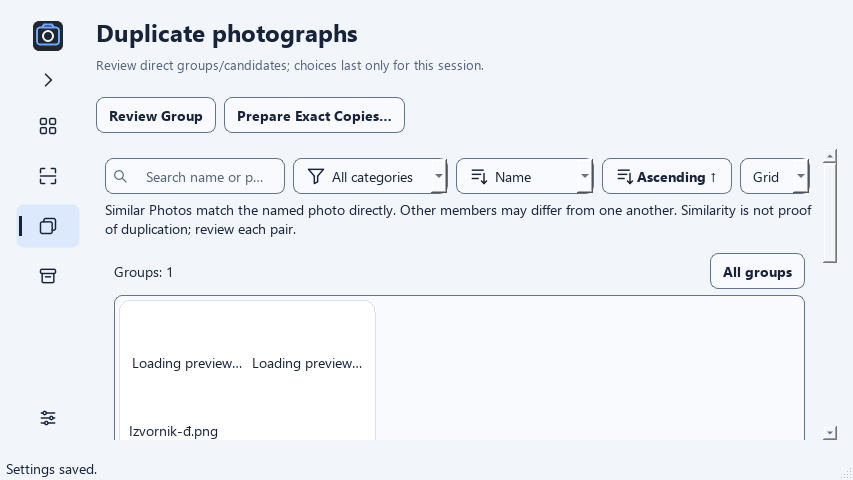 Duplicate photographs
Review direct groups/candidates; choices last only for this session.
Review Group
Prepare Exact Copies...
Search name or p...
All categories
Name
Ascending ↑
Grid
Similar Photos match the named photo directly. Other members may differ from one another. Similarity is not proof
of duplication; review each pair.
Groups: 1
All groups
Loading preview... Loading preview...
Izvornik-đ.png
Settings saved.